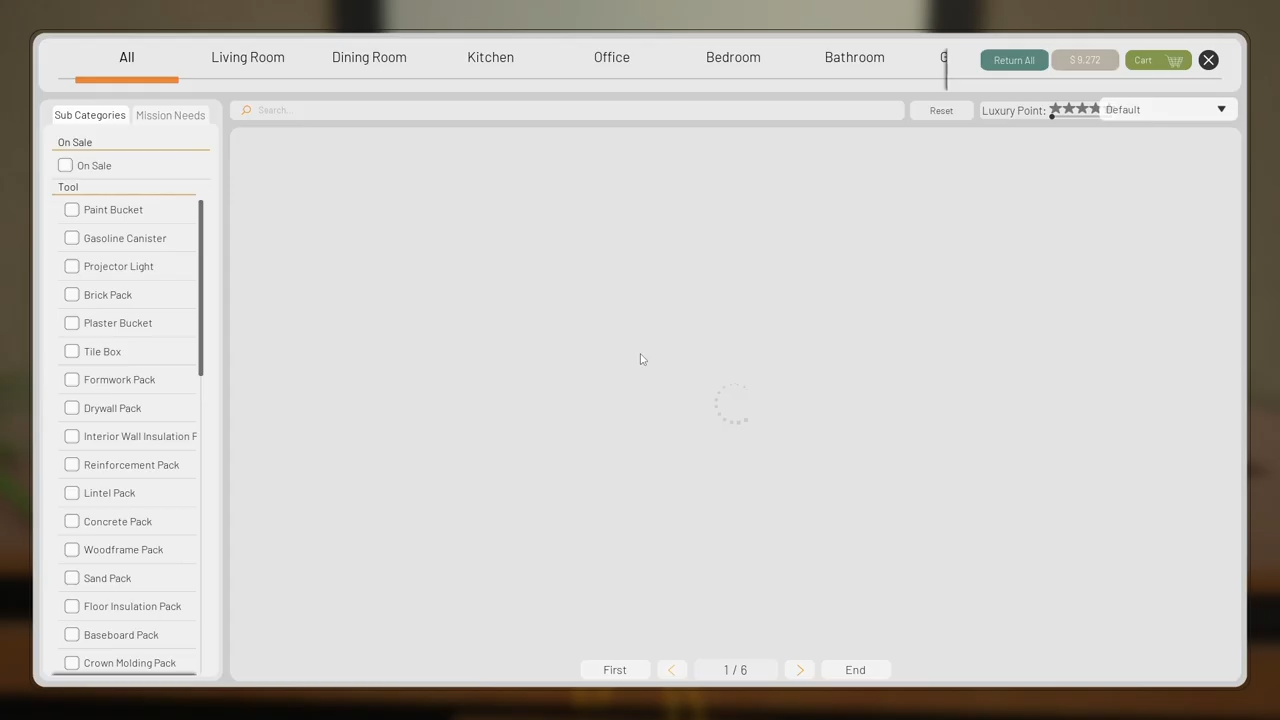 All Living Room Dining Room Kitchen Office Bedroom Bathroom Return All $ 9.272 Cart
Sub Categories Mission Needs Search... Reset Luxury Point: Default
On Sale
On Sale
Tool
Paint Bucket
Gasoline Canister
Projector Light
Brick Pack
Plaster Bucket
Tile Box
Formwork Pack
Drywall Pack
Interior Wall Insulation
Reinforcement Pack
Lintel Pack
Concrete Pack
Woodframe Pack
Sand Pack
Floor Insulation Pack
Baseboard Pack
Crown Molding Pack
First < 1 / 6 > End